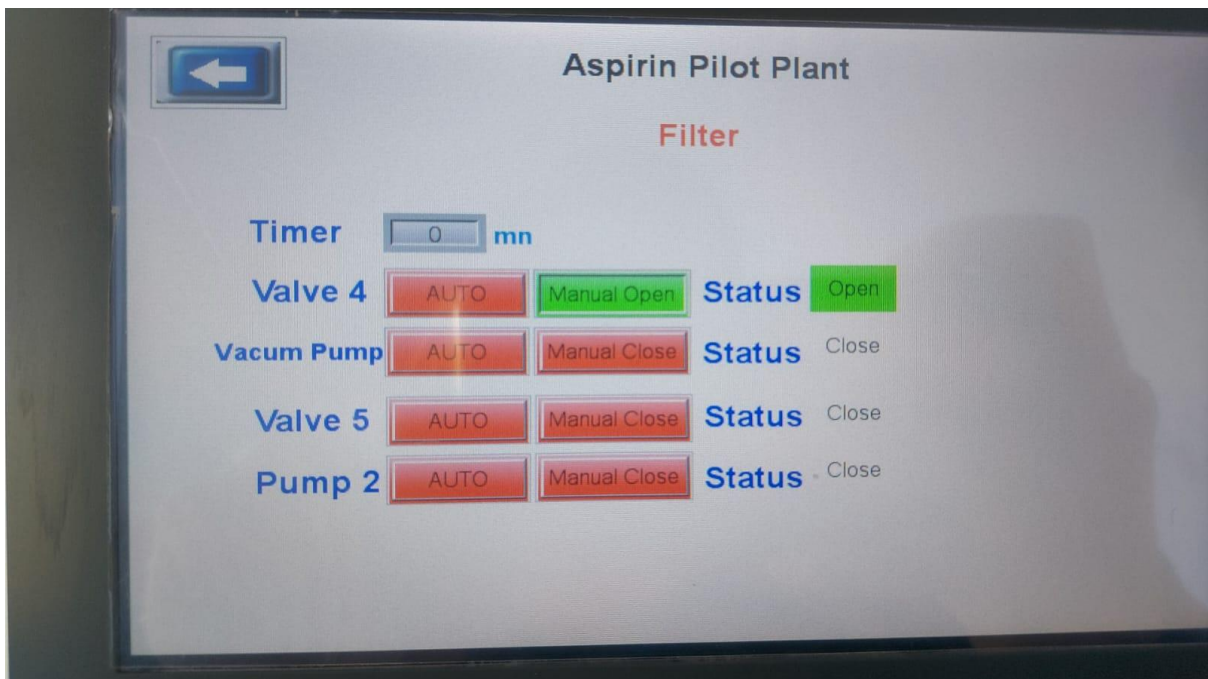 Aspirin Pilot Plant
Filter
Timer 0 mn
Valve 4 AUTO Manual Open Status Open
Vacum Pump AUTO Manual Close Status Close
Valve 5 AUTO Manual Close Status Close
Pump 2 AUTO Manual Close Status Close